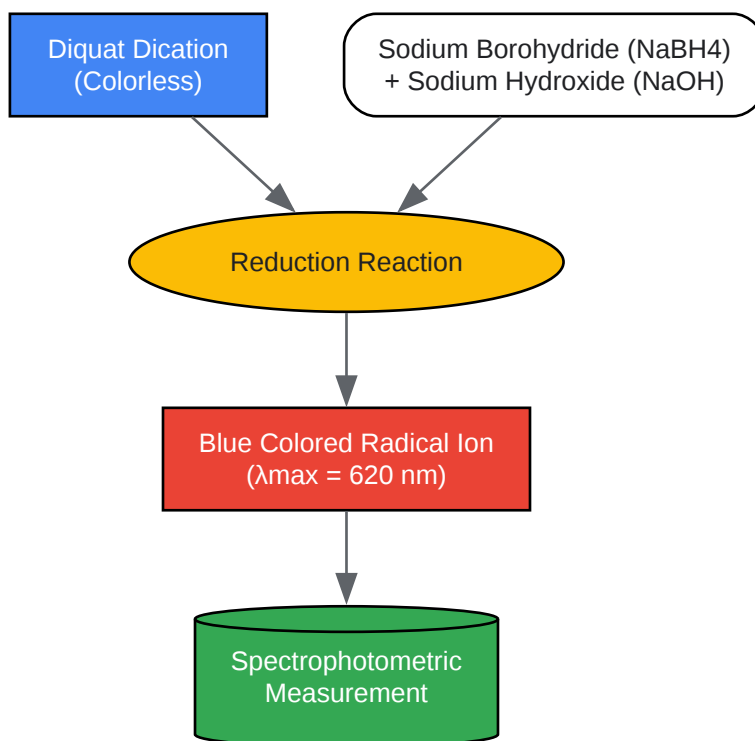 Diquat Dication
(Colorless)
Sodium Borohydride (NaBH4)
+ Sodium Hydroxide (NaOH)
Reduction Reaction
Blue Colored Radical Ion
(λmax = 620 nm)
Spectrophotometric
Measurement